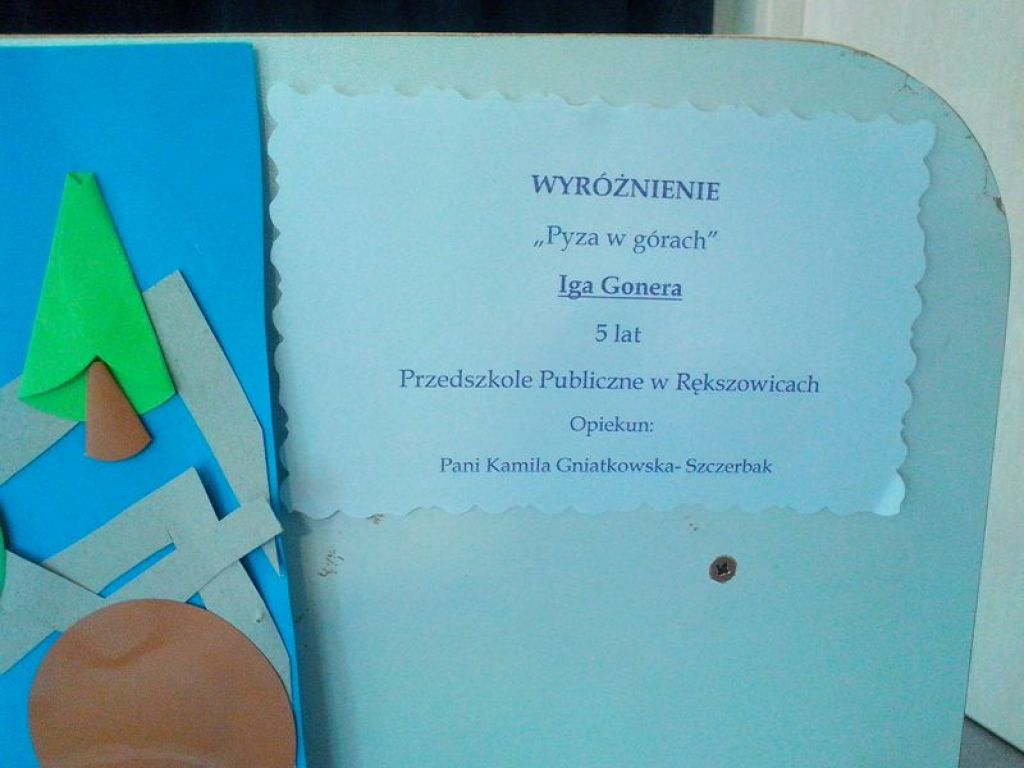 WYRÓŻNIENIE
„Pyza w górach”
Iga Gonera
5 lat
Przedszkole Publiczne w Rększowicach
Opiekun:
Pani Kamila Gniatkowska- Szczerbak